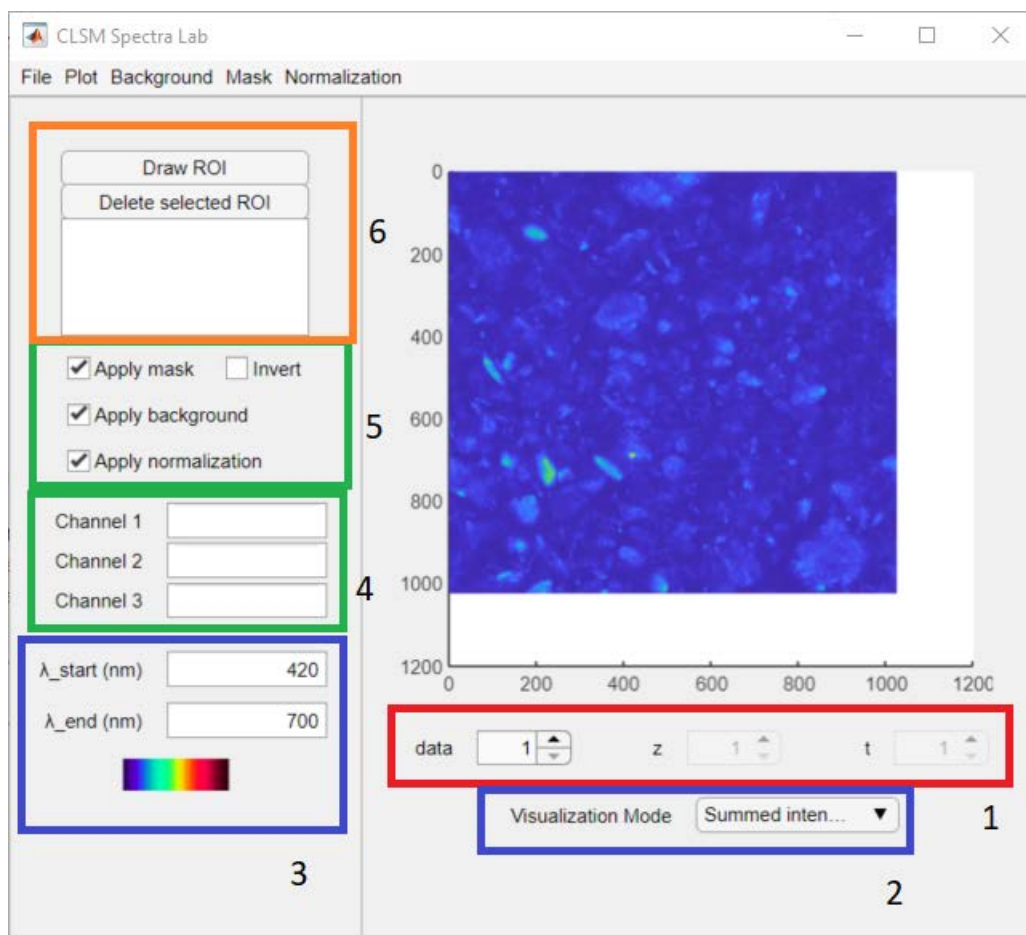 CLSM Spectra Lab
File Plot Background Mask Normalization
Draw ROI
Delete selected ROI
6
Apply mask Invert
Apply background
5
Apply normalization
Channel 1
Channel 2
Channel 3
4
λ_start (nm) 420
λ_end (nm) 700
3
0
200
400
600
800
1000
1200
0 200 400 600 800 1000 1200
data 1 z 1 t 1
1
Visualization Mode Summed inten...
2